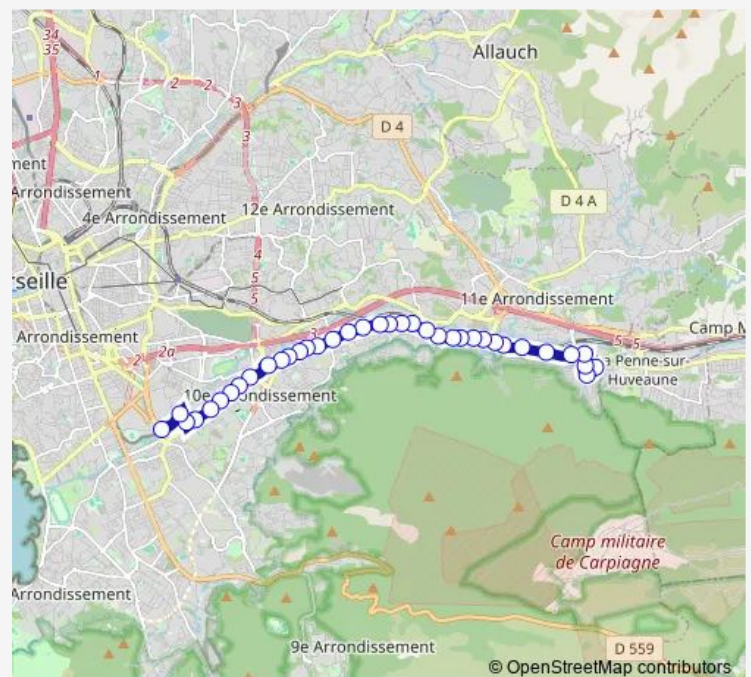 34
35
1
2
2
3
Allauch
D 4
3
Arrondissement
4e Arrondissement
12e Arrondissement
D 4 A
4
5
5
5
11e Arrondissement
Arrondissement
3
2
2a
5
5
Camp
a Penne-sur-
Huveaune
10e
ondissement
Camp militaire
de Carpiagne
Arrondissement
9e Arrondissement
D 559
© OpenStreetMap contributors